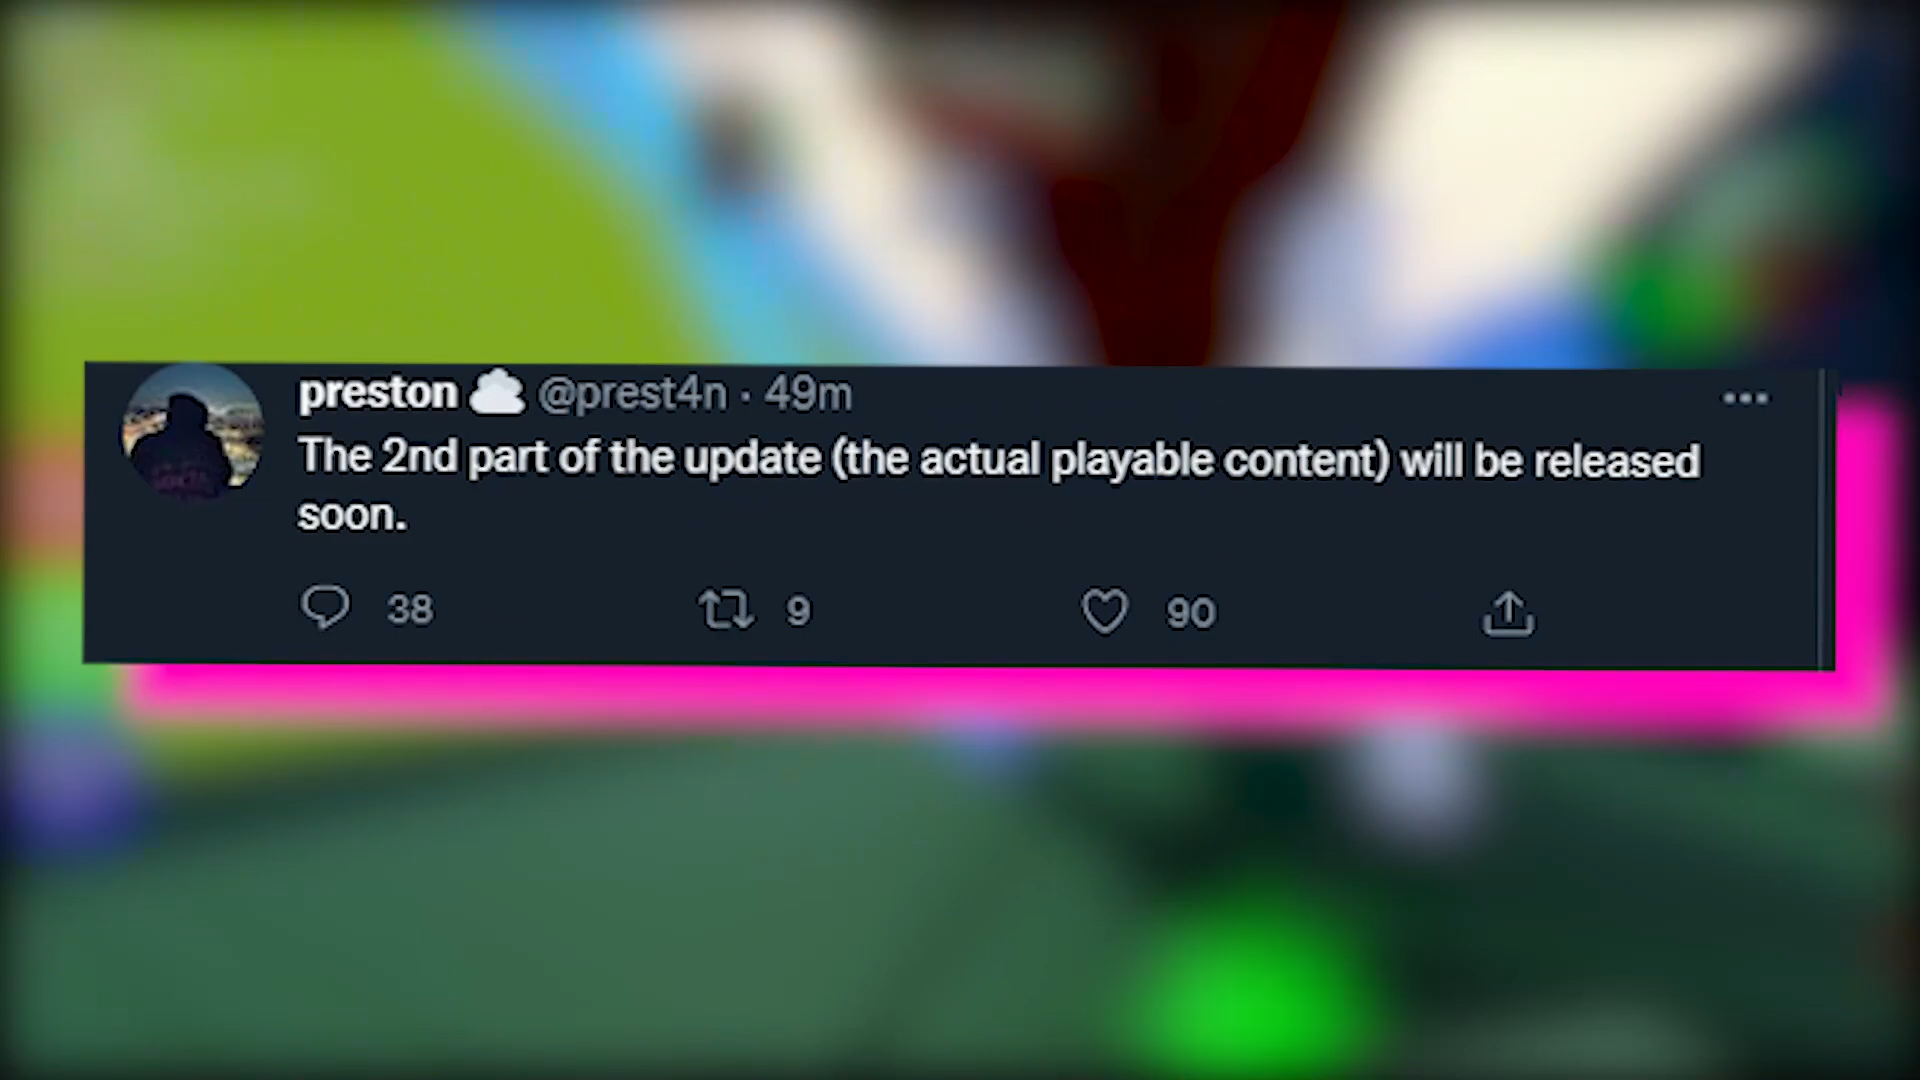 preston ☁ @prest4n · 49m
The 2nd part of the update (the actual playable content) will be released
soon.
38 9 90